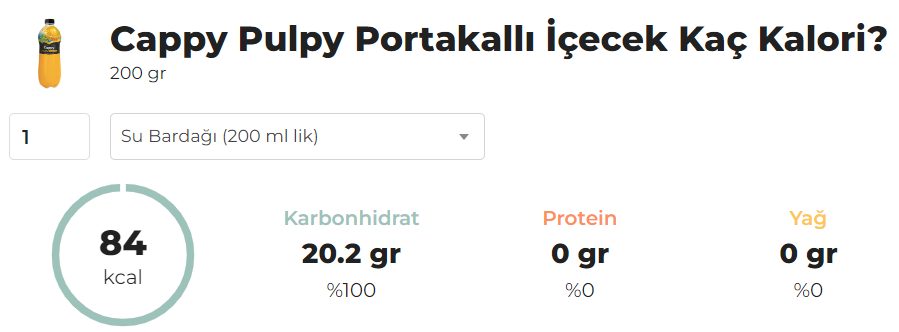 Cappy Pulpy Portakallı İçecek Kaç Kalori?
200 gr
1
Su Bardağı (200 ml lik)
84
kcal
Karbonhidrat
20.2 gr
%100
Protein
0 gr
%0
Yağ
0 gr
%0